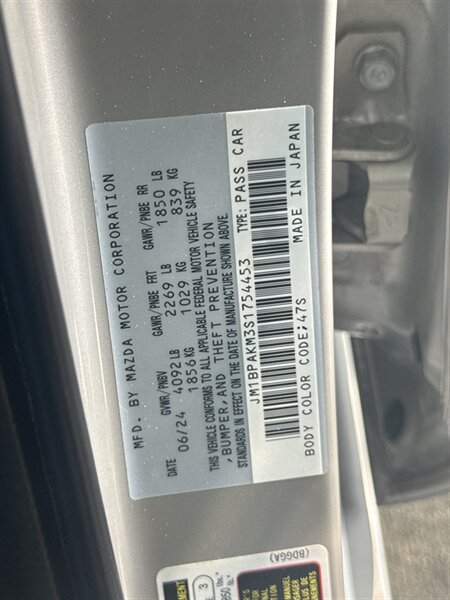 MFD. BY MAZDA MOTOR CORPORATION
DATE GVWR/PNBV GAWR/PNBE FRT GAWR/PNBE RR
06/24 4092 LB 2269 LB 1850 LB
1856 KG 1029 KG 839 KG
THIS VEHICLE CONFORMS TO ALL APPLICABLE FEDERAL MOTOR VEHICLE SAFETY
,BUMPER,AND THEFT PREVENTION
STANDARDS IN EFFECT ON THE DATE OF MANUFACTURE SHOWN ABOVE.
JM1BPAKM3S1754453 TYPE: PASS CAR
BODY COLOR CODE;47S MADE IN JAPAN
(BDGGA)
3